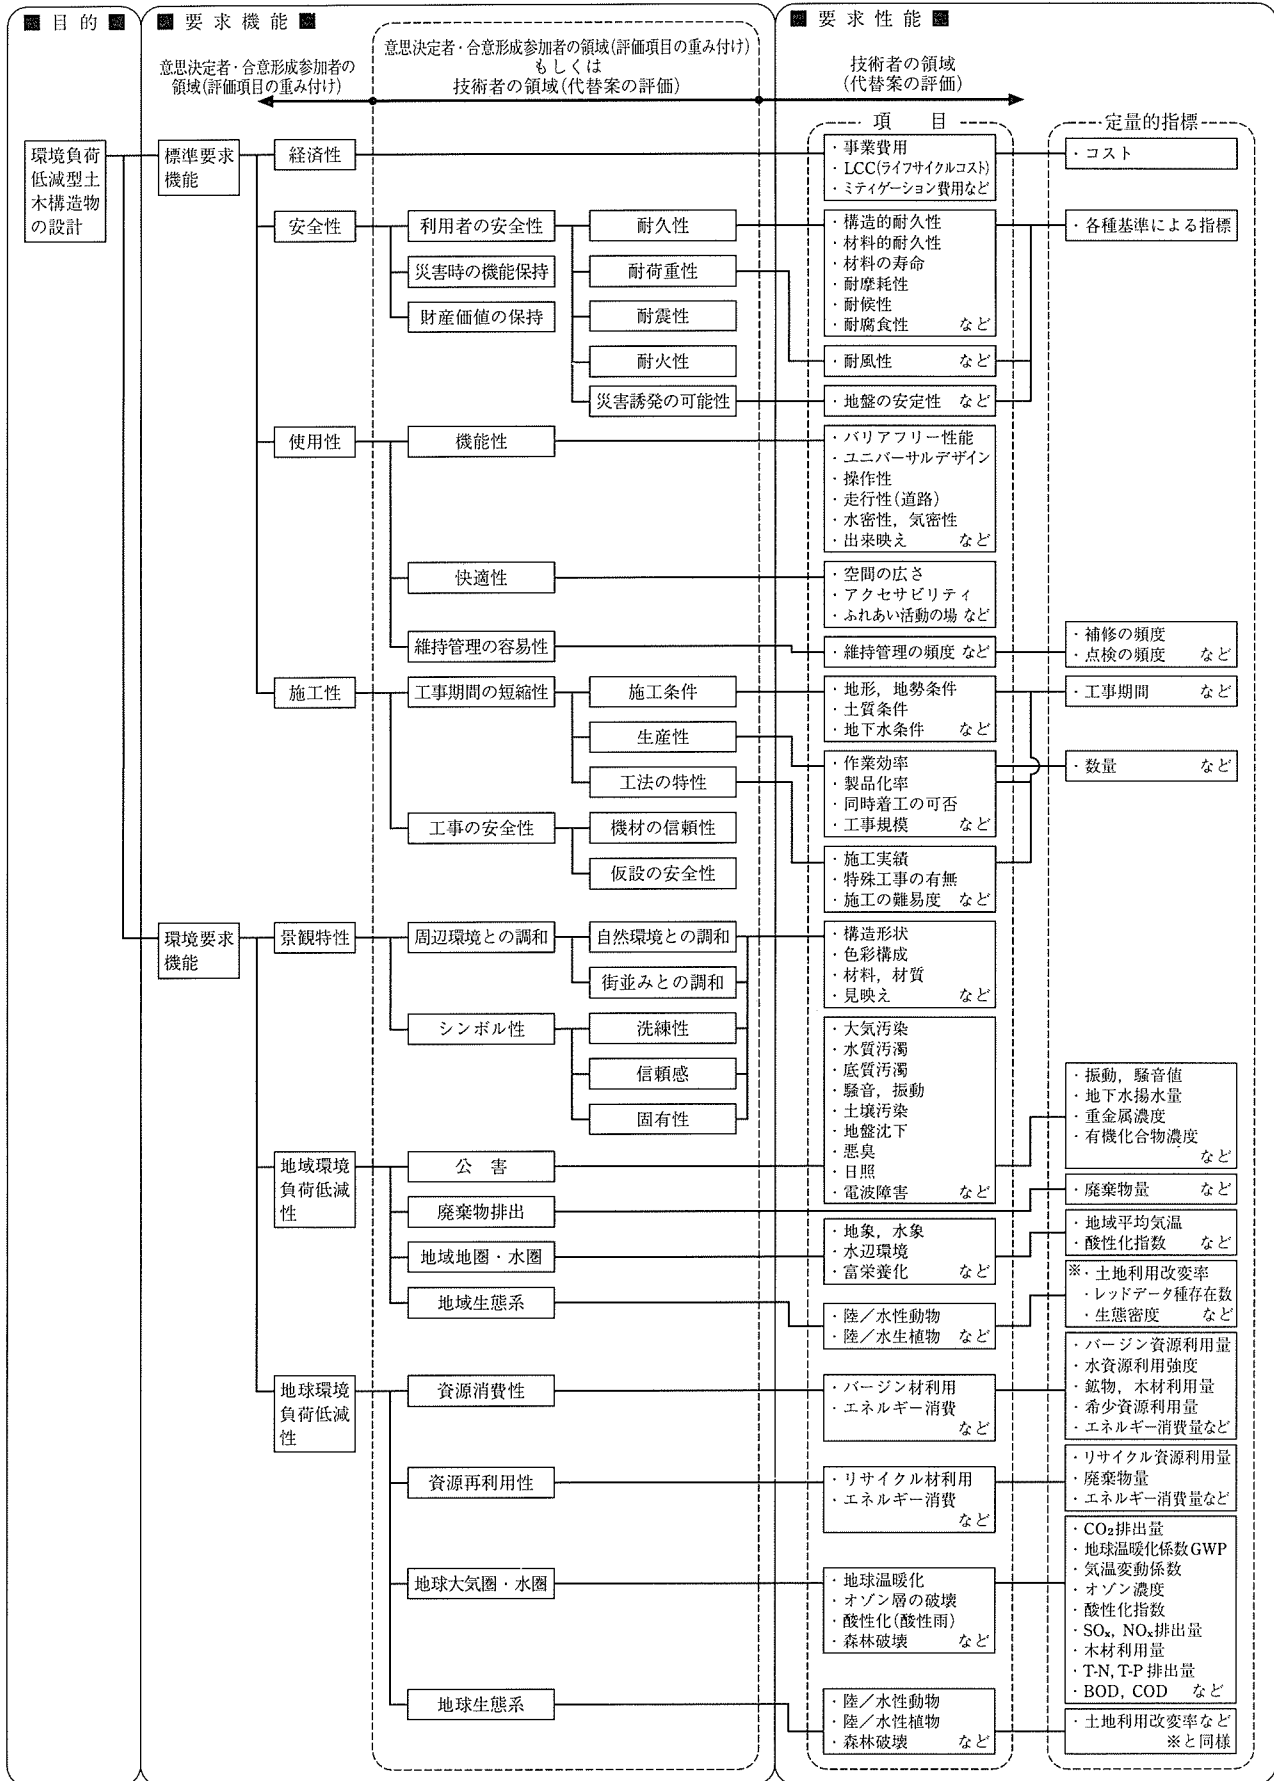 ■ 目 的 ■
■ 要 求 機 能 ■
■ 要 求 性 能 ■
意思決定者・合意形成参加者の
領域(評価項目の重み付け)
意思決定者・合意形成参加者の領域(評価項目の重み付け)
もしくは
技術者の領域(代替案の評価)
技術者の領域
(代替案の評価)
項 目
定量的指標
環境負荷
低減型土
木構造物
の設計
標準要求
機能
経済性
・事業費用
・LCC(ライフサイクルコスト)
・ミティゲーション費用など
・コスト
安全性
利用者の安全性
災害時の機能保持
財産価値の保持
耐久性
耐荷重性
耐震性
耐火性
災害誘発の可能性
・構造的耐久性
・材料的耐久性
・材料の寿命
・耐摩耗性
・耐候性
・耐腐食性 など
・耐風性 など
・地盤の安定性 など
・各種基準による指標
使用性
機能性
・バリアフリー性能
・ユニバーサルデザイン
・操作性
・走行性(道路)
・水密性，気密性
・出来映え など
快適性
・空間の広さ
・アクセサビリティ
・ふれあい活動の場 など
維持管理の容易性
・維持管理の頻度 など
・補修の頻度
・点検の頻度 など
施工性
工事期間の短縮性
施工条件
生産性
工法の特性
・地形，地勢条件
・土質条件
・地下水条件 など
・工事期間 など
・作業効率
・製品化率
・同時着工の可否
・工事規模 など
・数量 など
工事の安全性
機材の信頼性
仮設の安全性
・施工実績
・特殊工事の有無
・施工の難易度 など
環境要求
機能
景観特性
周辺環境との調和
自然環境との調和
街並みとの調和
シンボル性
洗練性
信頼感
固有性
・構造形状
・色彩構成
・材料，材質
・見映え など
地域環境
負荷低減
性
公 害
・大気汚染
・水質汚濁
・底質汚濁
・騒音，振動
・土壌汚染
・地盤沈下
・悪臭
・日照
・電波障害 など
・振動，騒音値
・地下水揚水量
・重金属濃度
・有機化合物濃度
など
廃棄物排出
・廃棄物量 など
地域地圏・水圏
・地象，水象
・水辺環境
・富栄養化 など
・地域平均気温
・酸性化指数 など
地域生態系
・陸／水性動物
・陸／水生植物 など
※・土地利用改変率
・レッドデータ種存在数
・生態密度 など
地球環境
負荷低減
性
資源消費性
・バージン材利用
・エネルギー消費
など
・バージン資源利用量
・水資源利用強度
・鉱物，木材利用量
・希少資源利用量
・エネルギー消費量など
資源再利用性
・リサイクル材利用
・エネルギー消費
など
・リサイクル資源利用量
・廃棄物量
・エネルギー消費量など
地球大気圏・水圏
・地球温暖化
・オゾン層の破壊
・酸性化(酸性雨)
・森林破壊 など
・CO₂排出量
・地球温暖化係数GWP
・気温変動係数
・オゾン濃度
・酸性化指数
・SOₓ, NOₓ排出量
・木材利用量
・T-N, T-P 排出量
・BOD, COD など
地球生態系
・陸／水性動物
・陸／水性植物
・森林破壊 など
・土地利用改変率など
※と同様